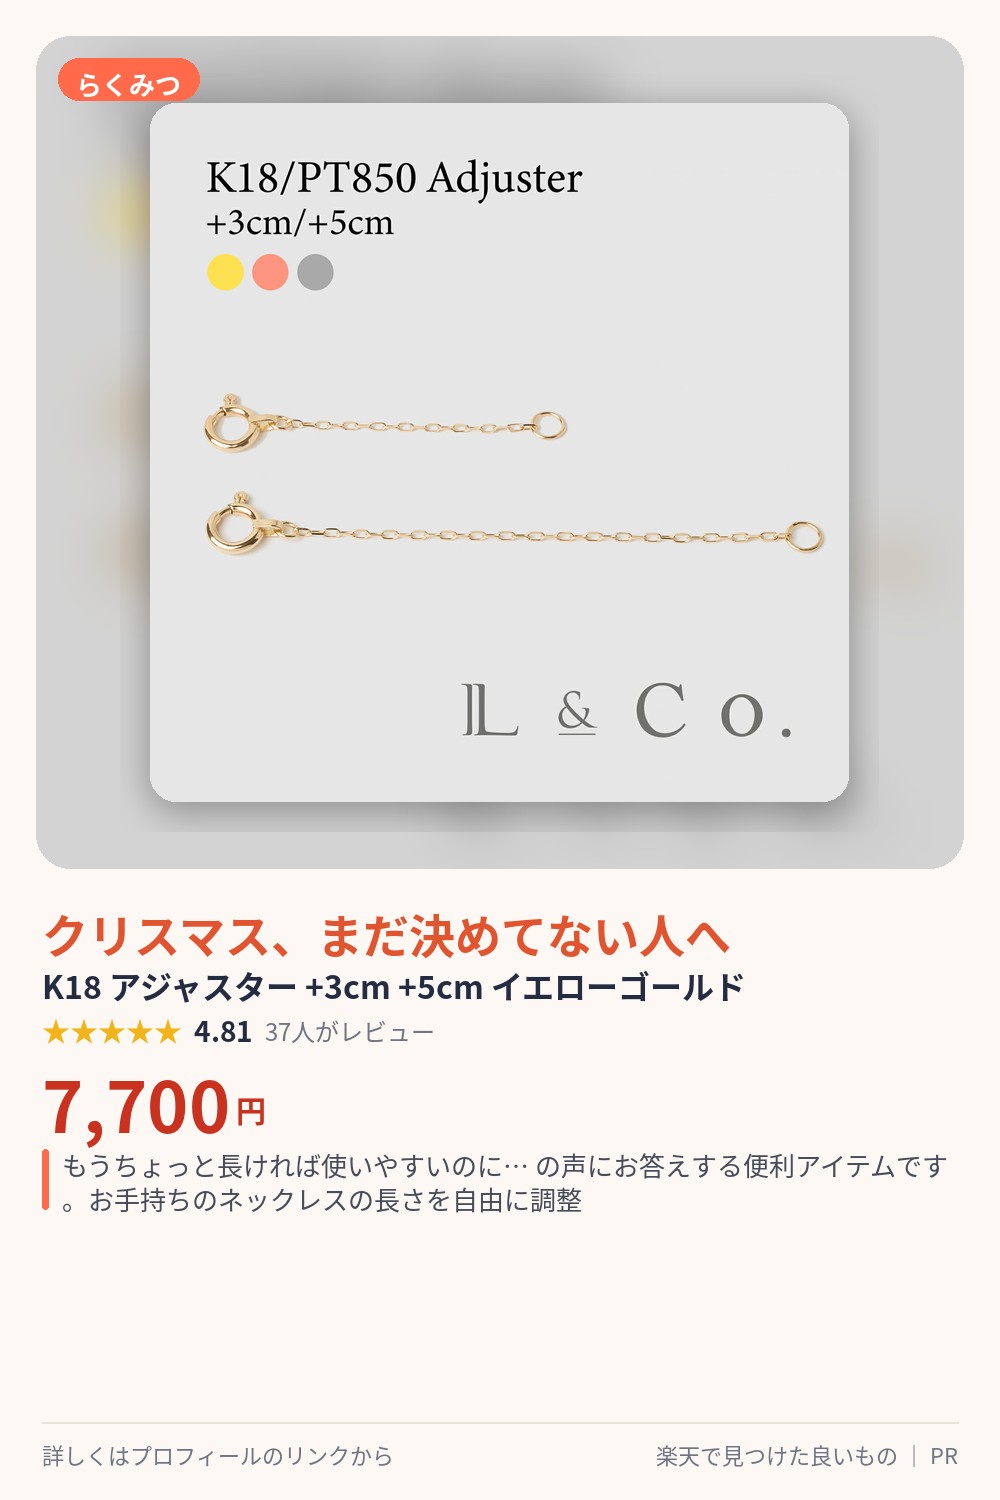 らくみつ
K18/PT850 Adjuster
+3cm/+5cm
L & Co.
クリスマス、まだ決めてない人へ
K18 アジャスター +3cm +5cm イエローゴールド
★★★★★ 4.81 37人がレビュー
7,700円
もうちょっと長ければ使いやすいのに… の声にお答えする便利アイテムです
。お手持ちのネックレスの長さを自由に調整
詳しくはプロフィールのリンクから
楽天で見つけた良いもの | PR